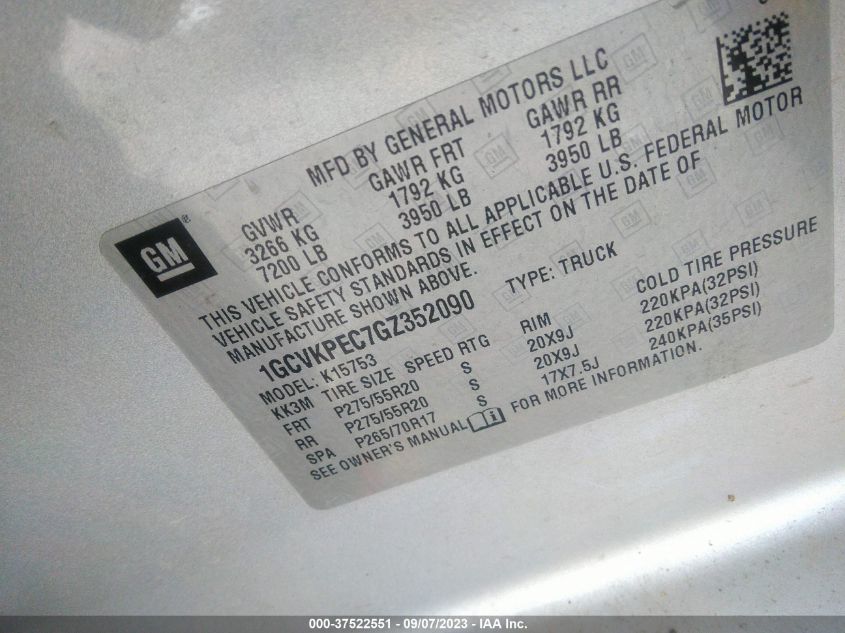 MFD BY GENERAL MOTORS LLC
GVWR GAWR FRT GAWR RR
3266 KG 1792 KG 1792 KG
7200 LB 3950 LB 3950 LB
GM ®
THIS VEHICLE CONFORMS TO ALL APPLICABLE U.S. FEDERAL MOTOR
VEHICLE SAFETY STANDARDS IN EFFECT ON THE DATE OF
MANUFACTURE SHOWN ABOVE.
1GCVKPEC7GZ352090 TYPE: TRUCK
MODEL: K15753
KK3M TIRE SIZE SPEED RTG RIM COLD TIRE PRESSURE
FRT P275/55R20 S 20X9J 220KPA(32PSI)
RR P275/55R20 S 20X9J 220KPA(32PSI)
SPA P265/70R17 S 17X7.5J 240KPA(35PSI)
SEE OWNER'S MANUAL FOR MORE INFORMATION.
000-37522551 - 09/07/2023 - IAA Inc.